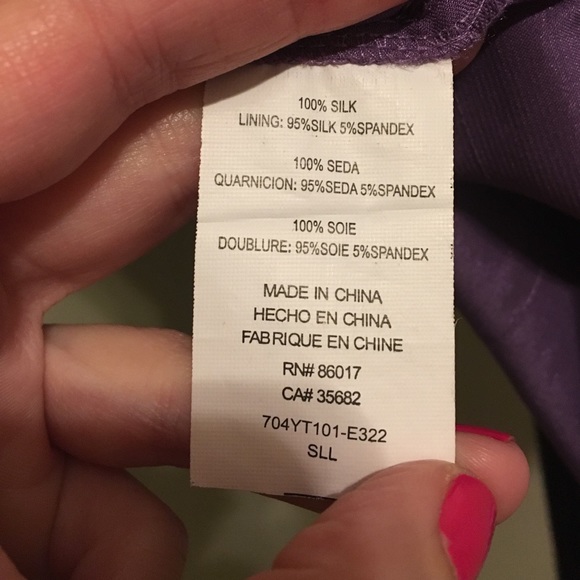 100% SILK
LINING: 95%SILK 5%SPANDEX
100% SEDA
QUARNICION: 95%SEDA 5%SPANDEX
100% SOIE
DOUBLURE: 95%SOIE 5%SPANDEX
MADE IN CHINA
HECHO EN CHINA
FABRIQUE EN CHINE
RN# 86017
CA# 35682
704YT101-E322
SLL